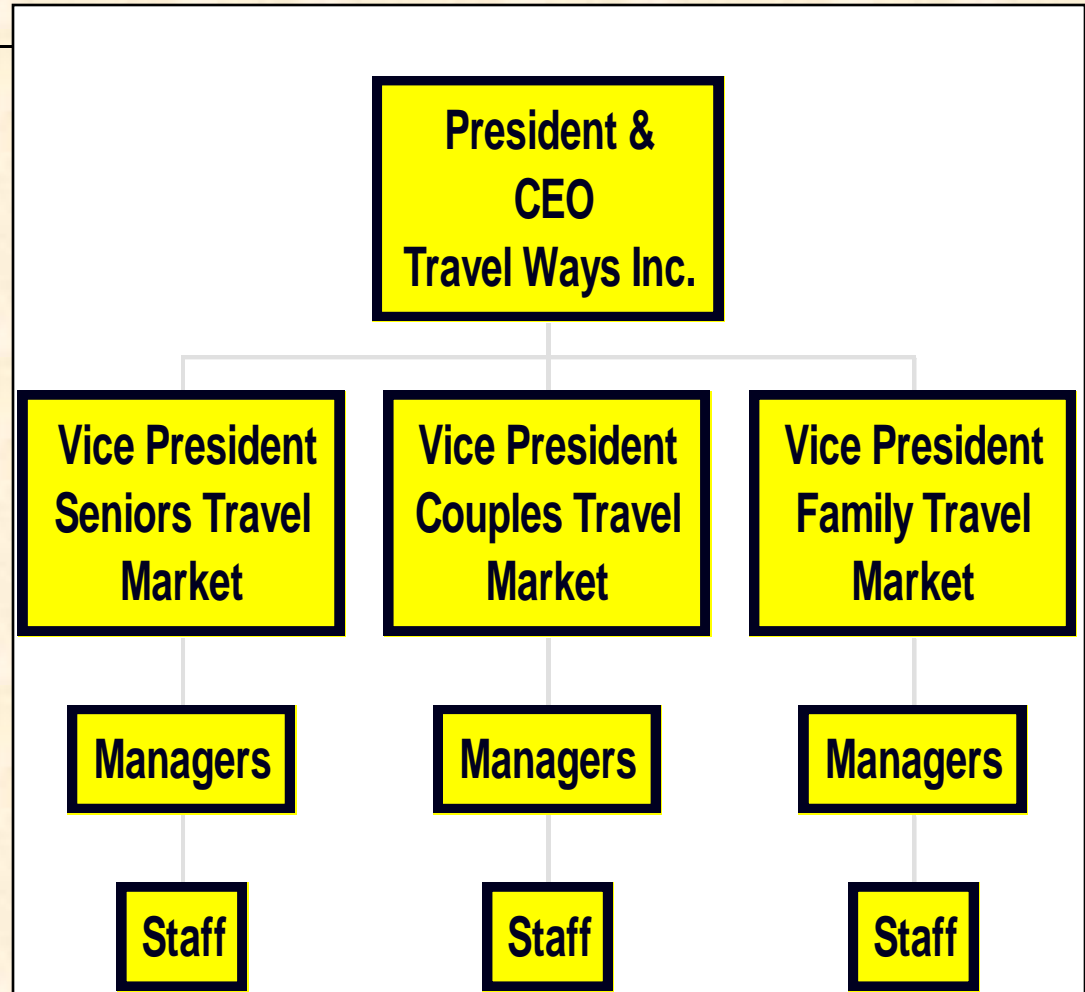 President &
CEO
Travel Ways Inc.
Vice President
Seniors Travel
Market
Vice President
Couples Travel
Market
Vice President
Family Travel
Market
Managers
Managers
Managers
Staff
Staff
Staff